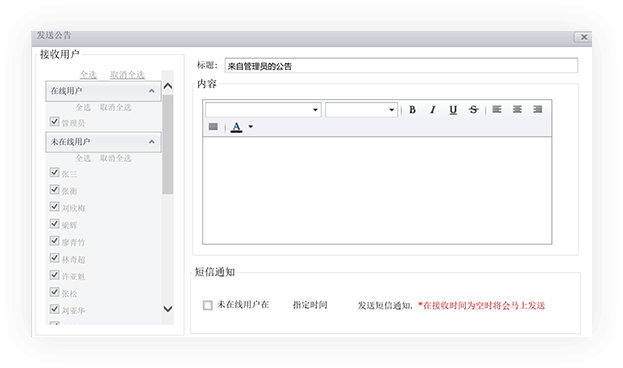 发送公告
接收用户
全选 取消全选
在线用户
全选 取消全选
管理员
未在线用户
全选 取消全选
张三
张衡
刘欣梅
梁辉
廖青竹
林奇超
许亚魁
张松
刘亚华
标题: 来自管理员的公告
内容
B I U S
A
短信通知
未在线用户在 指定时间 发送短信通知. *在接收时间为空时将会马上发送